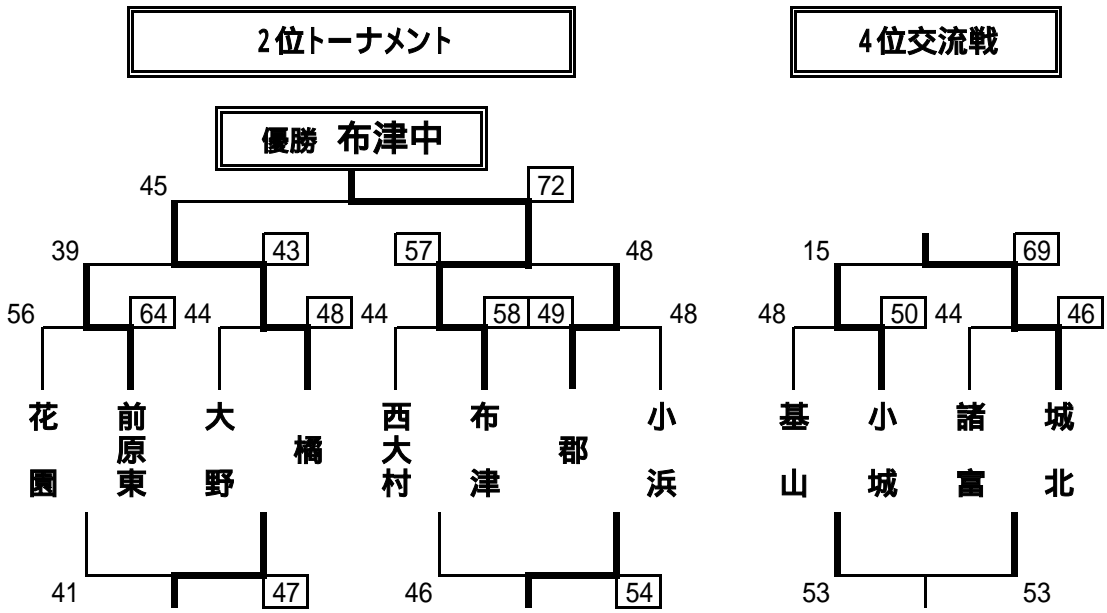 2位トーナメント 4位交流戦
優勝 布津中
45 72
39 43 57 48 15 69
56 64 44 48 44 58 49 48 48 50 44 46
花園 前原東 大野 橘 西大村 布津 郡 小浜 基山 小城 諸富 城北
41 47 46 54 53 53